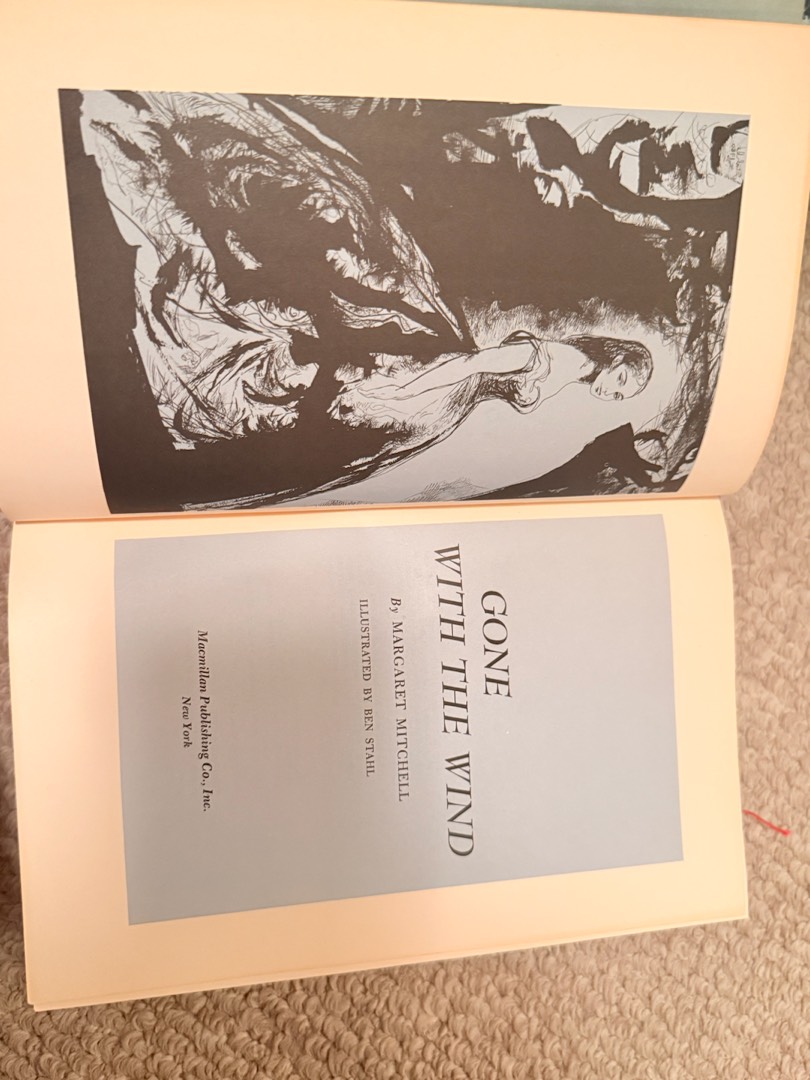 GONE
WITH THE WIND
By MARGARET MITCHELL
ILLUSTRATED BY BEN STAHL
Macmillan Publishing Co., Inc.
New York